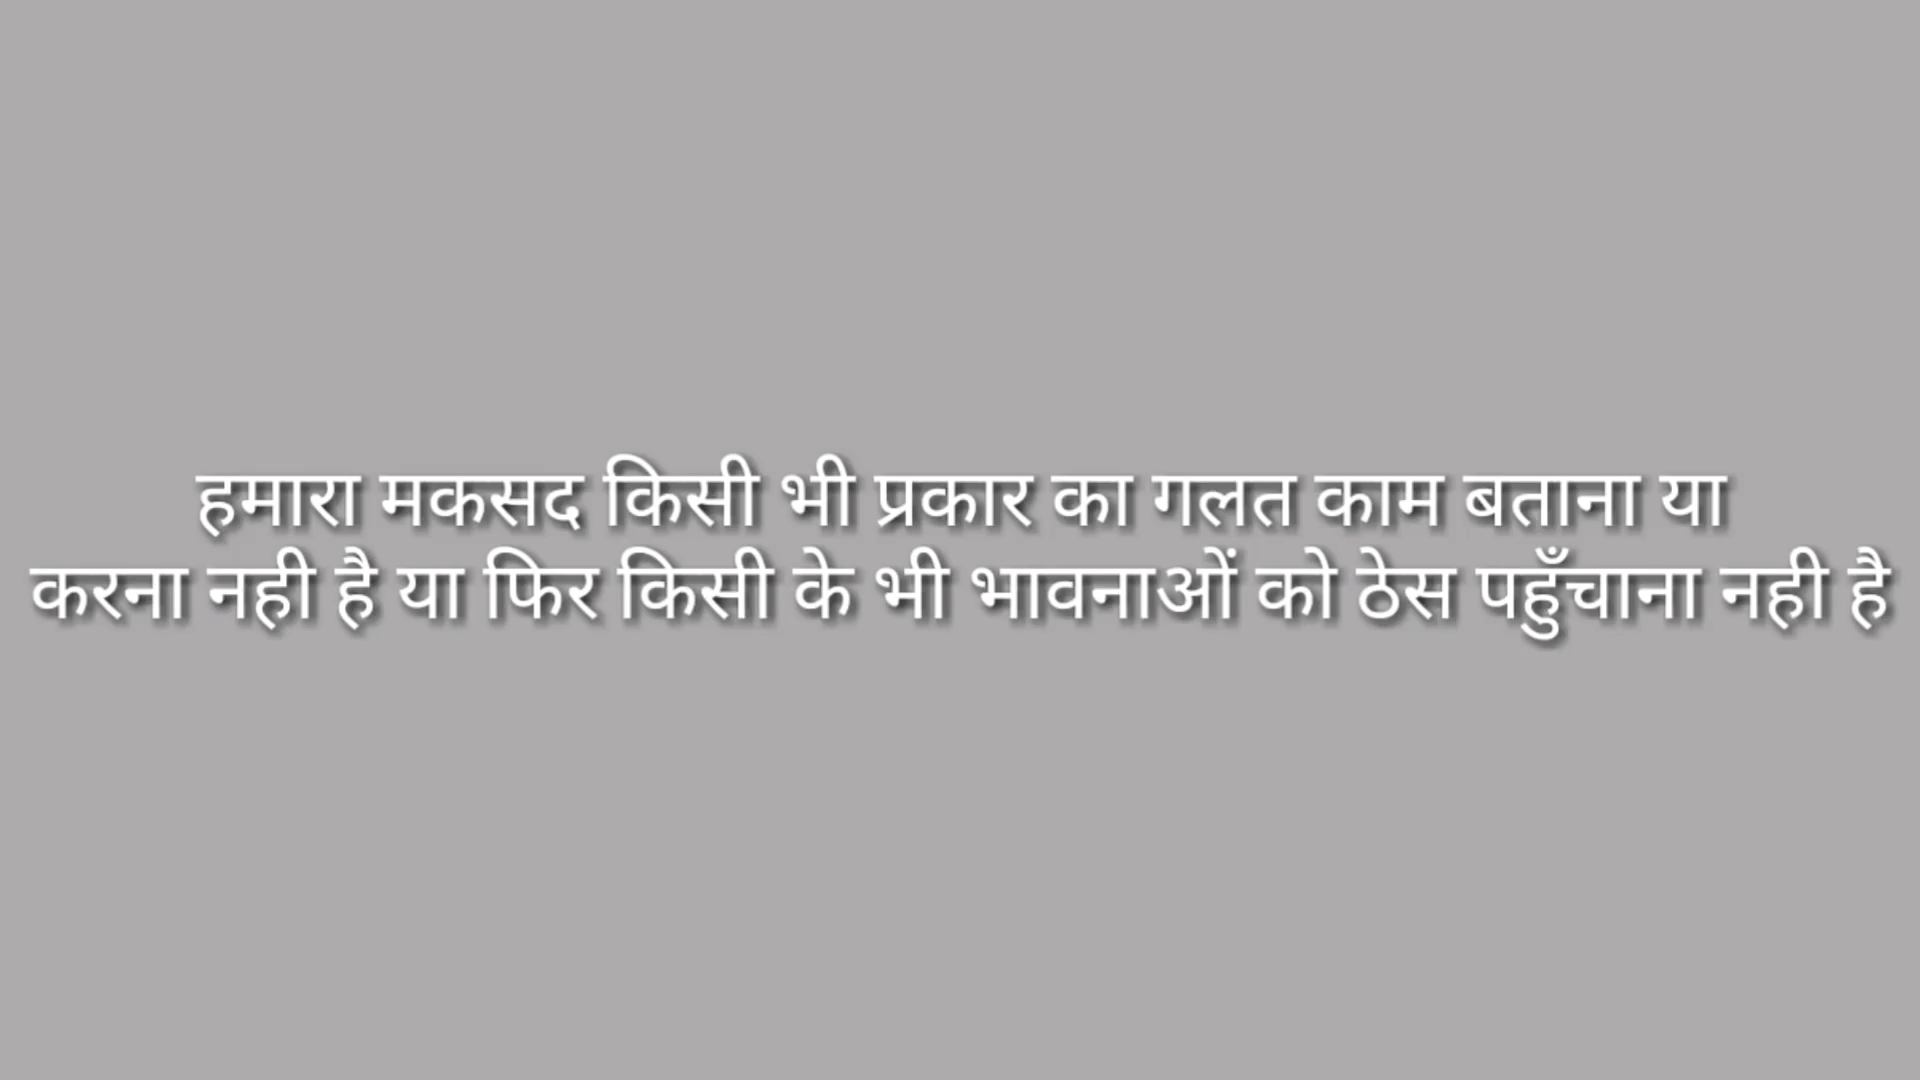 हमारा मकसद किसी भी प्रकार का गलत काम बताना या
करना नही है या फिर किसी के भी भावनाओं को ठेस पहुँचाना नही है